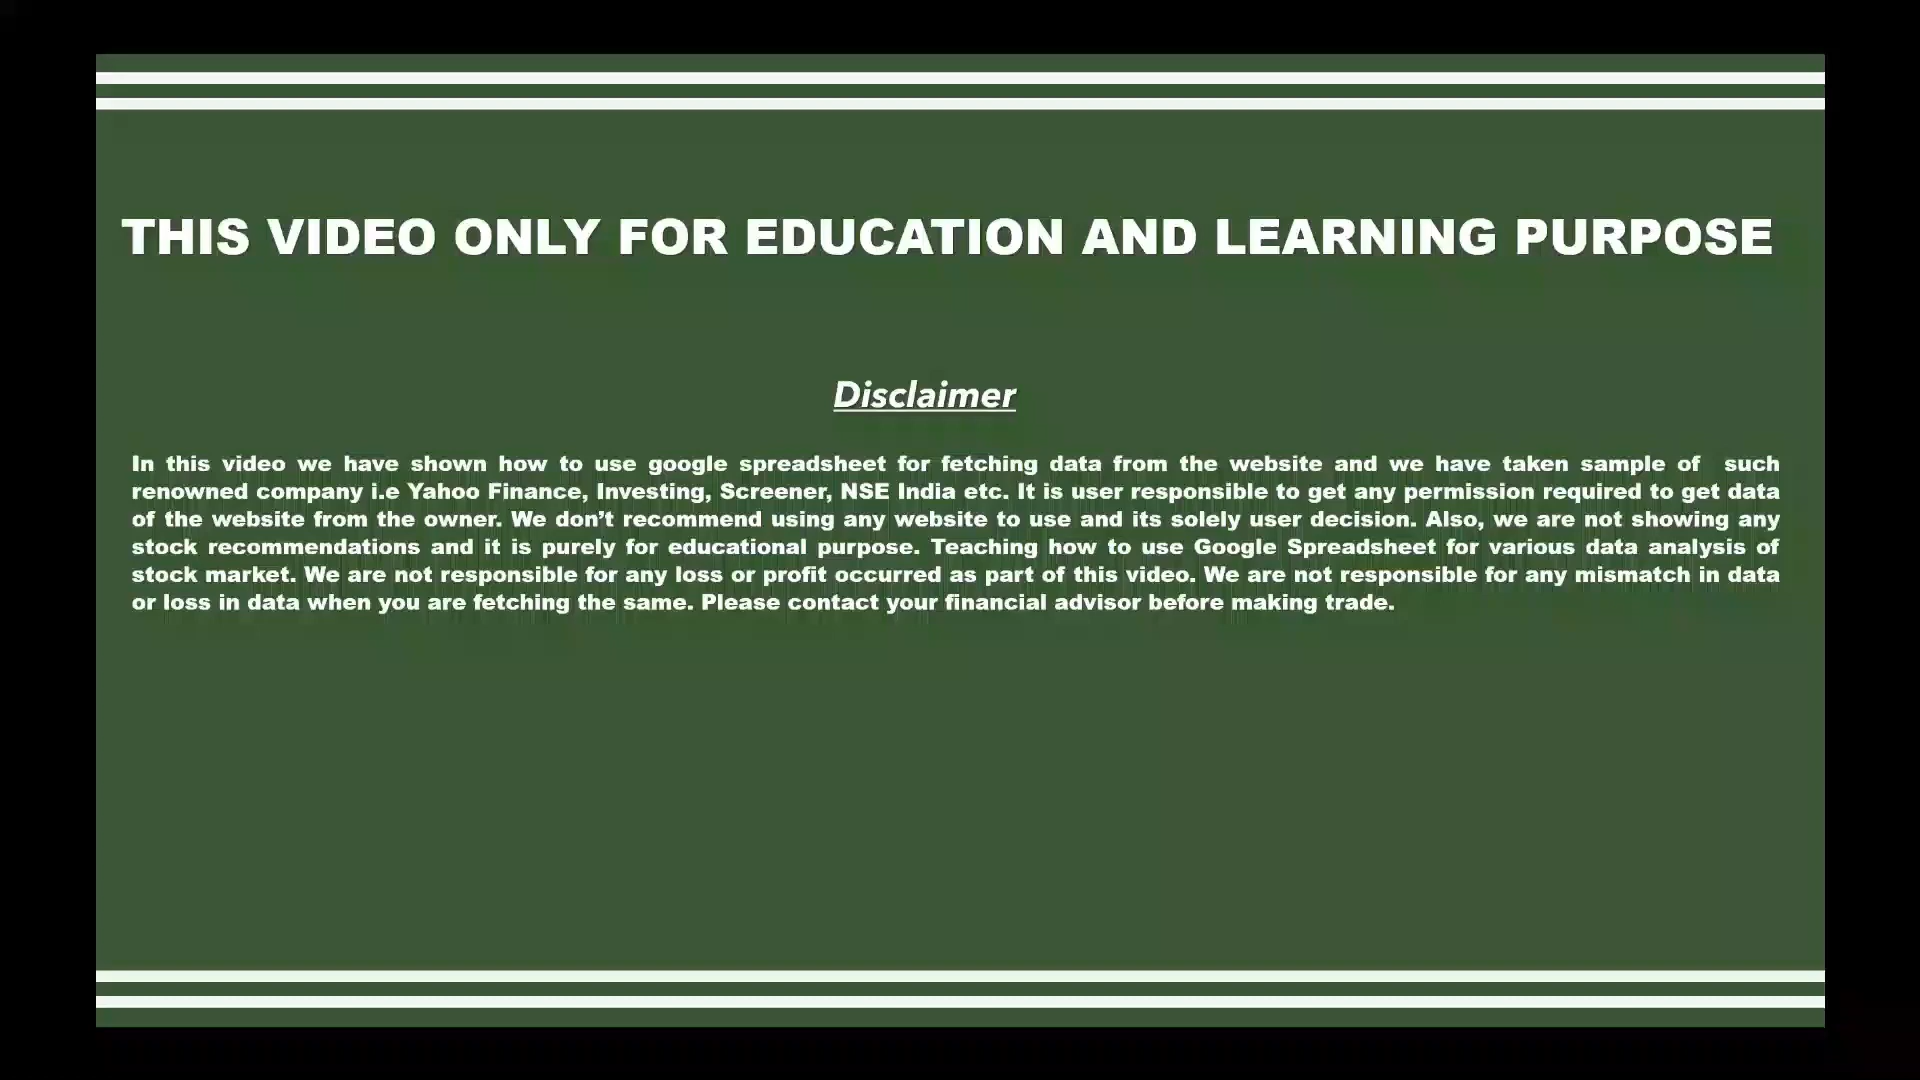 THIS VIDEO ONLY FOR EDUCATION AND LEARNING PURPOSE
Disclaimer
In this video we have shown how to use google spreadsheet for fetching data from the website and we have taken sample of such
renowned company i.e Yahoo Finance, Investing, Screener, NSE India etc. It is user responsible to get any permission required to get data
of the website from the owner. We don’t recommend using any website to use and its solely user decision. Also, we are not showing any
stock recommendations and it is purely for educational purpose. Teaching how to use Google Spreadsheet for various data analysis of
stock market. We are not responsible for any loss or profit occurred as part of this video. We are not responsible for any mismatch in data
or loss in data when you are fetching the same. Please contact your financial advisor before making trade.